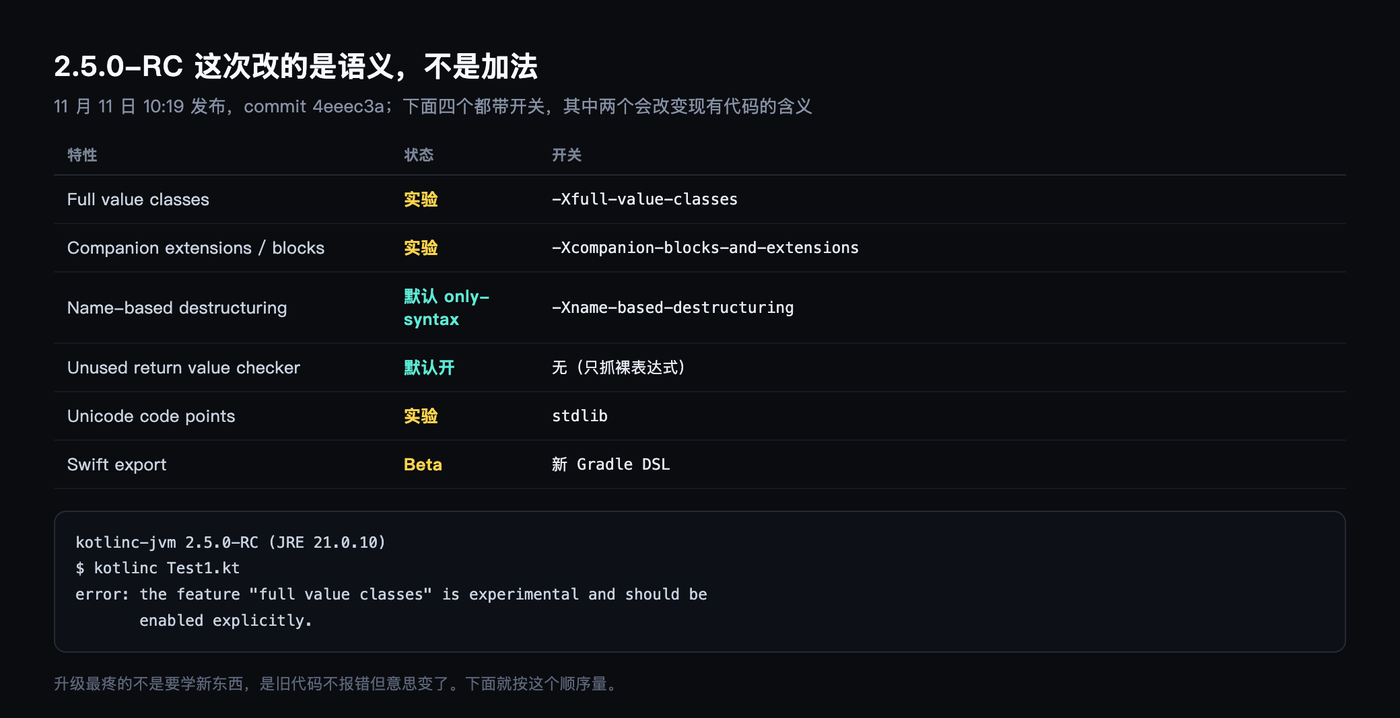 2.5.0-RC 这次改的是语义，不是加法
11 月 11 日 10:19 发布，commit 4eeec3a；下面四个都带开关，其中两个会改变现有代码的含义
特性 状态 开关
Full value classes 实验 -Xfull-value-classes
Companion extensions / blocks 实验 -Xcompanion-blocks-and-extensions
Name-based destructuring 默认 only-syntax -Xname-based-destructuring
Unused return value checker 默认开 无（只抓裸表达式）
Unicode code points 实验 stdlib
Swift export Beta 新 Gradle DSL
kotlinc-jvm 2.5.0-RC (JRE 21.0.10)
$ kotlinc Test1.kt
error: the feature "full value classes" is experimental and should be
enabled explicitly.
升级最疼的不是要学新东西，是旧代码不报错但意思变了。下面就按这个顺序量。